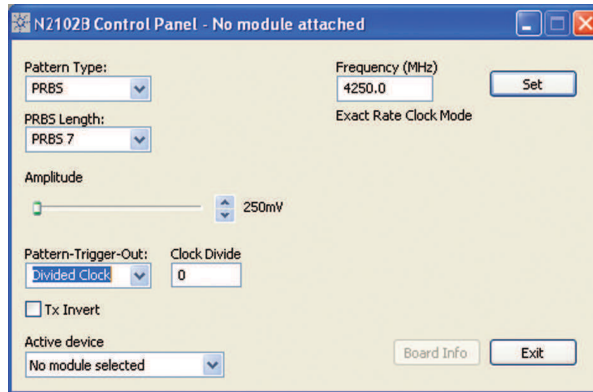 N2102B Control Panel - No module attached
Pattern Type:
PRBS
Frequency (MHz)
4250.0
Set
Exact Rate Clock Mode
PRBS Length:
PRBS 7
Amplitude
250mV
Pattern-Trigger-Out:
Clock Divide
Divided Clock
0
Tx Invert
Active device
No module selected
Board Info
Exit